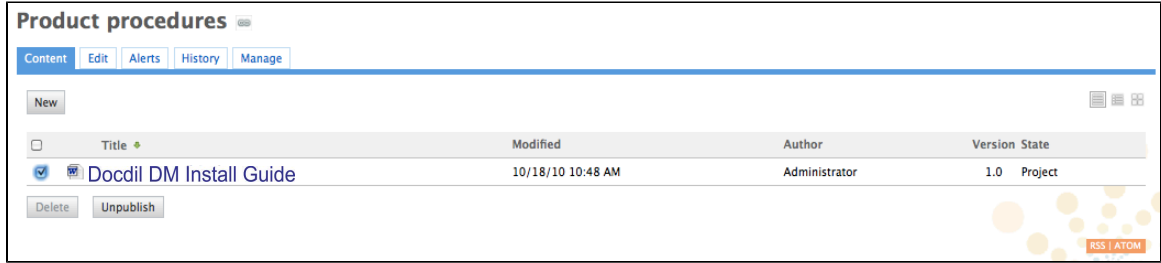 Product procedures
Content Edit Alerts History Manage
New
Title Modified Author Version State
Docdil DM Install Guide 10/18/10 10:48 AM Administrator 1.0 Project
Delete Unpublish
RSS | ATOM